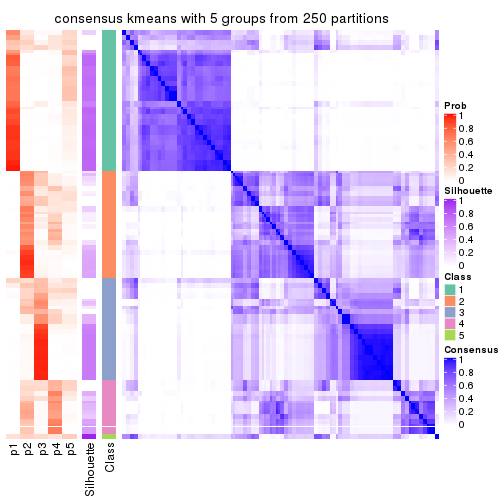 consensus kmeans with 5 groups from 250 partitions
Prob
1
0.8
0.6
0.4
0.2
0
Silhouette
1
0.8
0.6
0.4
0.2
0
Class
1
2
3
4
5
Consensus
1
0.8
0.6
0.4
0.2
0
p1
p2
p3
p4
p5
Silhouette
Class